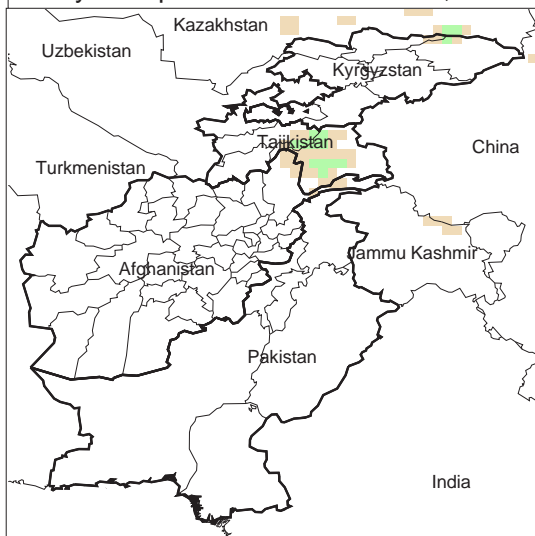 Kazakhstan
Uzbekistan
Kyrgyzstan
Tajikistan
China
Turkmenistan
Jammu Kashmir
Afghanistan
Pakistan
India